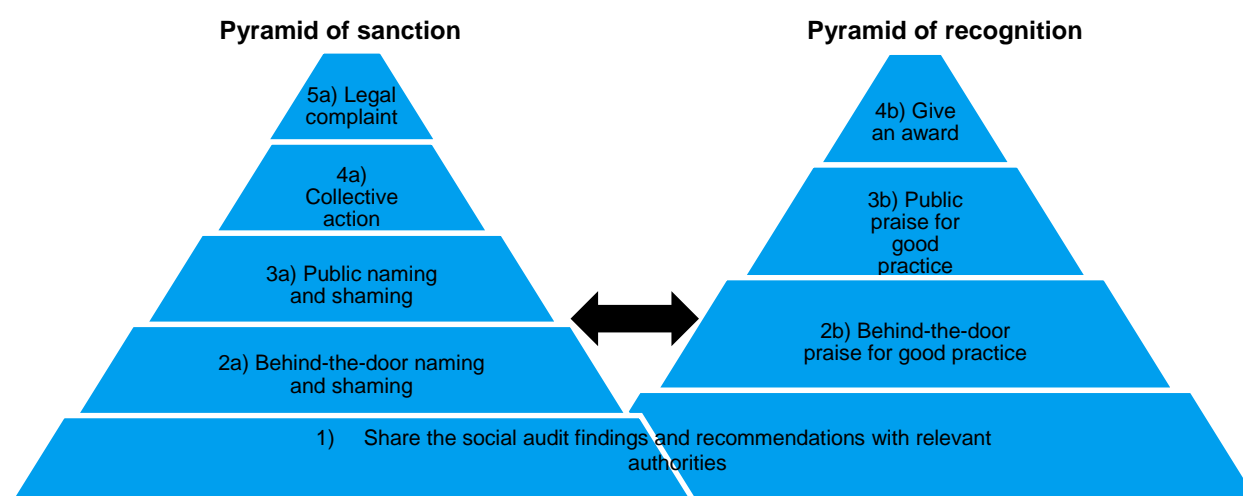 Pyramid of sanction
5a) Legal
complaint
4a)
Collective
action
3a) Public naming
and shaming
2a) Behind-the-door naming
and shaming
Pyramid of recognition
4b) Give
an award
3b) Public
praise for
good
practice
2b) Behind-the-door
praise for good practice
1) Share the social audit findings and recommendations with relevant
authorities